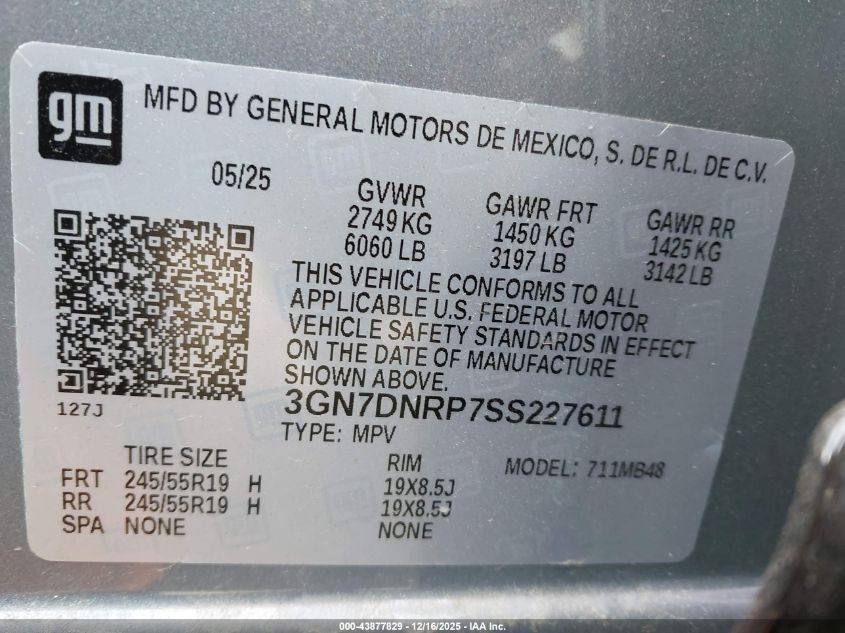 gm
MFD BY GENERAL MOTORS DE MEXICO, S. DE R.L. DE C.V.
05/25
GVWR
2749 KG
6060 LB
GAWR FRT
1450 KG
3197 LB
GAWR RR
1425 KG
3142 LB
THIS VEHICLE CONFORMS TO ALL
APPLICABLE U.S. FEDERAL MOTOR
VEHICLE SAFETY STANDARDS IN EFFECT
ON THE DATE OF MANUFACTURE
SHOWN ABOVE.
127J
3GN7DNRP7SS227611
TYPE: MPV
TIRE SIZE
RIM
MODEL: 711MB48
FRT 245/55R19 H 19X8.5J
RR 245/55R19 H 19X8.5J
SPA NONE NONE
000-43877829 - 12/16/2025 - IAA Inc.